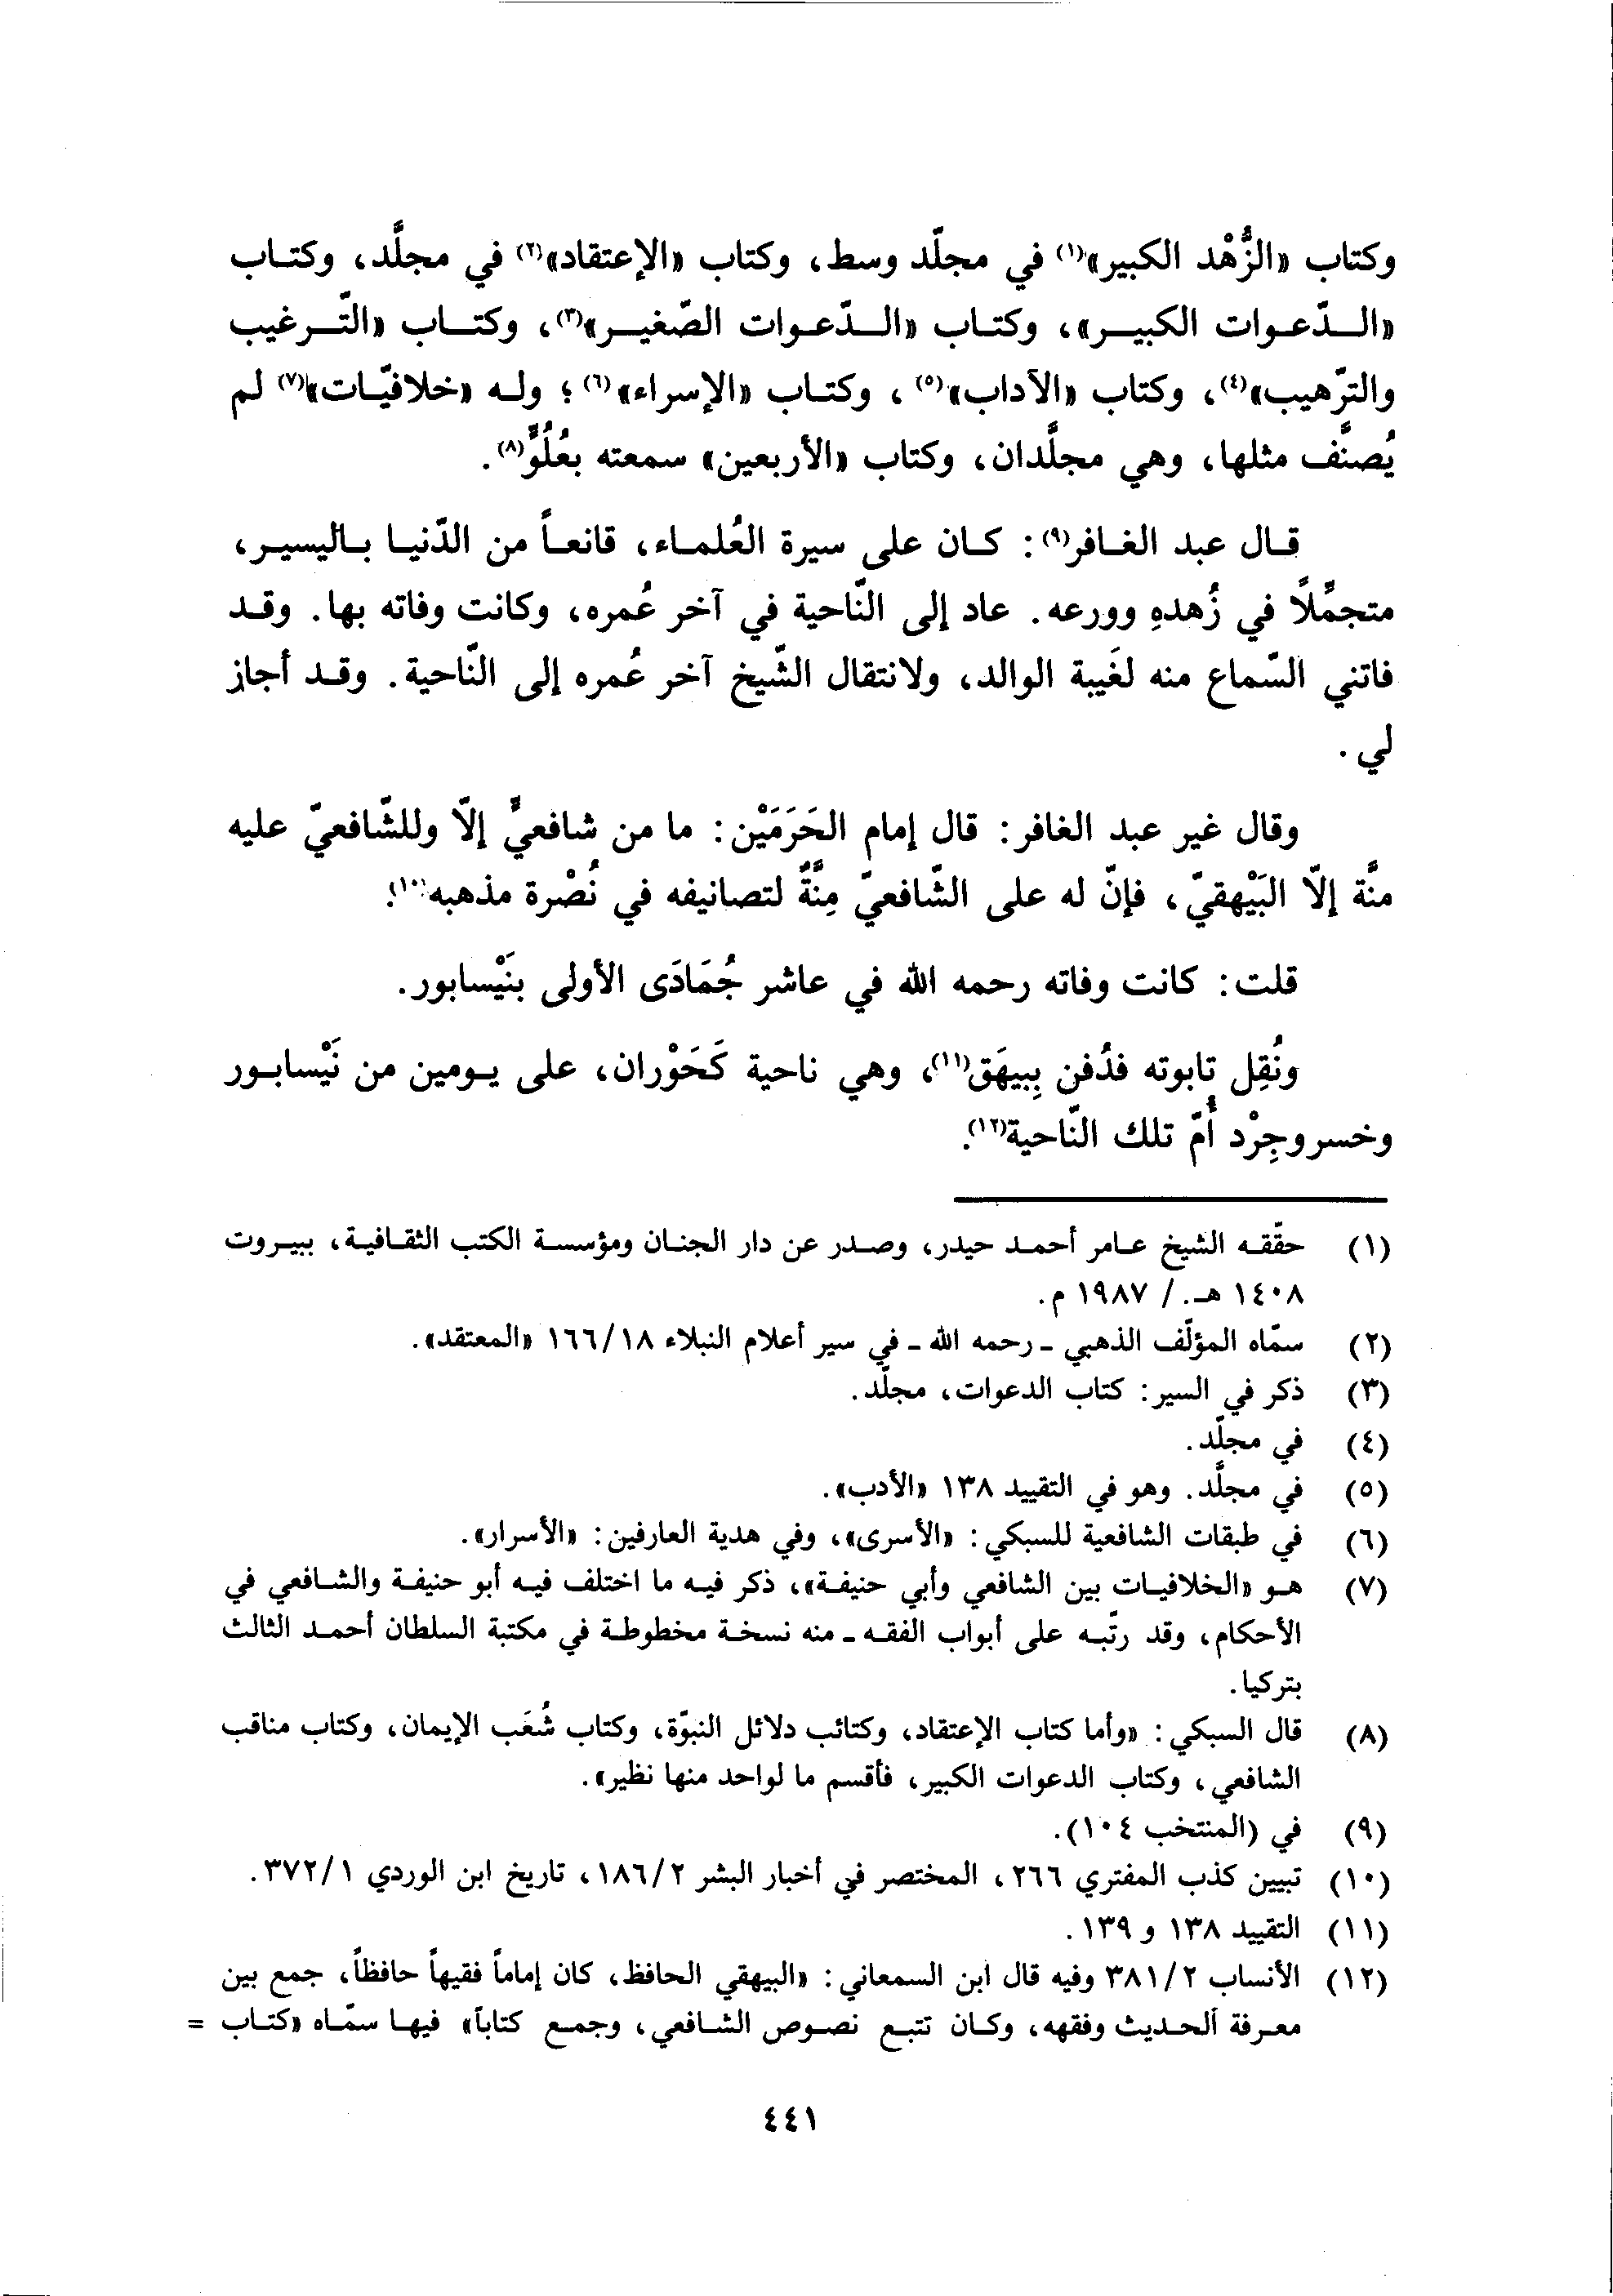 وكتاب «الزُّهْد الكبير»(١) في مجلّد وسط، وكتاب «الإعتقاد»(٢) في مجلَّد، وكتاب
«الدّعوات الكبير»، وكتاب «الدّعوات الصّغير»(٣)، وكتاب «التّرغيب
والترّهيب»(٤)، وكتاب «الآداب»(٥)، وكتاب «الإسراء»(٦)؛ وله «خلافيّات»(٧) لم
يُصنَّف مثلها، وهي مجلَّدان، وكتاب «الأربعين» سمعته بعُلُوٍّ(٨).
قال عبد الغافر(٩): كان على سيرة العُلماء، قانعاً من الدّنيا باليسير،
متجمِّلاً في زُهدهِ وورعه. عاد إلى النّاحية في آخر عُمره، وكانت وفاته بها. وقد
فاتني السّماع منه لغَيبة الوالد، ولانتقال الشّيخ آخر عُمره إلى النّاحية. وقد أجاز
لي.
وقال غير عبد الغافر: قال إمام الحَرَمَيْن: ما من شافعيٍّ إلّا وللشّافعيّ عليه
منَّة إلّا البَيْهقيّ، فإنّ له على الشّافعيّ مِنَّةٌ لتصانيفه في نُصْرة مذهبه(١٠).
قلت: كانت وفاته رحمه الله في عاشر جُمَادَى الأولى بنَيْسابور.
ونُقِل تابوته فدُفن بِبيهَق(١١)، وهي ناحية كَحَوْران، على يومين من نَيْسابور
وخسروجِرْد أُمّ تلك النّاحية(١٢).
(١) حقّقه الشيخ عامر أحمد حيدر، وصدر عن دار الجنان ومؤسسة الكتب الثقافية، ببيروت
١٤٠٨ هـ. / ١٩٨٧ م.
(٢) سمّاه المؤلّف الذهبي - رحمه الله - في سير أعلام النبلاء ١٦٦/١٨ «المعتقد».
(٣) ذكر في السير: كتاب الدعوات، مجلّد.
(٤) في مجلّد.
(٥) في مجلَّد. وهو في التقييد ١٣٨ «الأدب».
(٦) في طبقات الشافعية للسبكي: «الأسرى»، وفي هدية العارفين: «الأسرار».
(٧) هو «الخلافيات بين الشافعي وأبي حنيفة»، ذكر فيه ما اختلف فيه أبو حنيفة والشافعي في
الأحكام، وقد رتّبه على أبواب الفقه - منه نسخة مخطوطة في مكتبة السلطان أحمد الثالث
بتركيا.
(٨) قال السبكي: «وأما كتاب الإعتقاد، وكتائب دلائل النبوّة، وكتاب شُعَب الإيمان، وكتاب مناقب
الشافعي، وكتاب الدعوات الكبير، فأقسم ما لواحد منها نظير».
(٩) في (المنتخب ١٠٤).
(١٠) تبيين كذب المفتري ٢٦٦، المختصر في أخبار البشر ١٨٦/٢، تاريخ ابن الوردي ٣٧٢/١.
(١١) التقييد ١٣٨ و ١٣٩.
(١٢) الأنساب ٣٨١/٢ وفيه قال ابن السمعاني: «البيهقي الحافظ، كان إماماً فقيهاً حافظاً، جمع بين
معرفة الحديث وفقهه، وكان تتبع نصوص الشافعي، وجمع كتاباً» فيها سمّاه «كتاب =
٤٤١